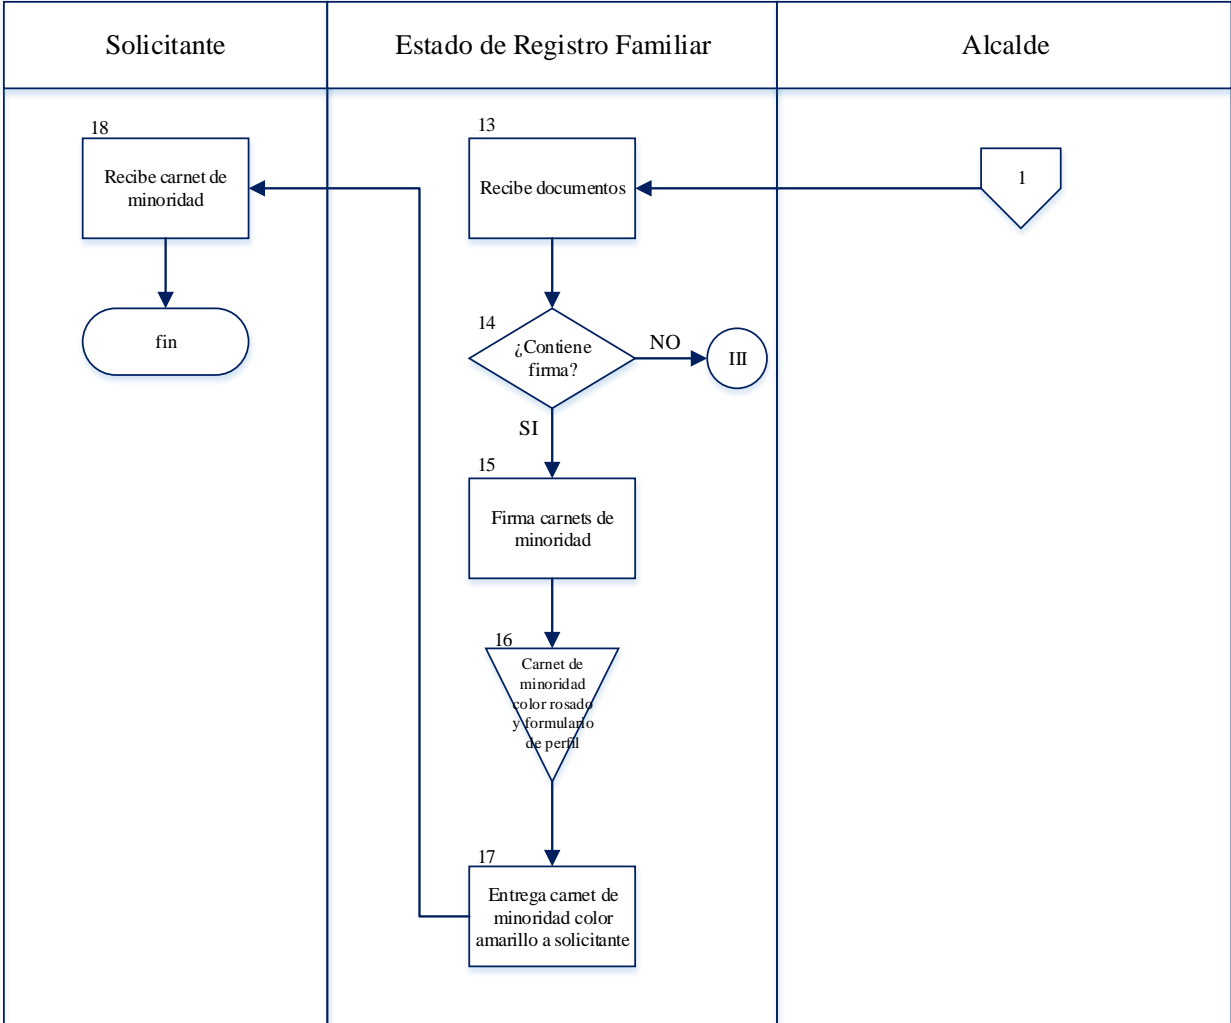 Solicitante
Estado de Registro Familiar
Alcalde
18
Recibe carnet de
minoridad
fin
13
Recibe documentos
1
14
¿Contiene
firma?
NO
III
SI
15
Firma carnets de
minoridad
16
Carnet de
minoridad
color rosado
y formulario
de perfil
17
Entrega carnet de
minoridad color
amarillo a solicitante